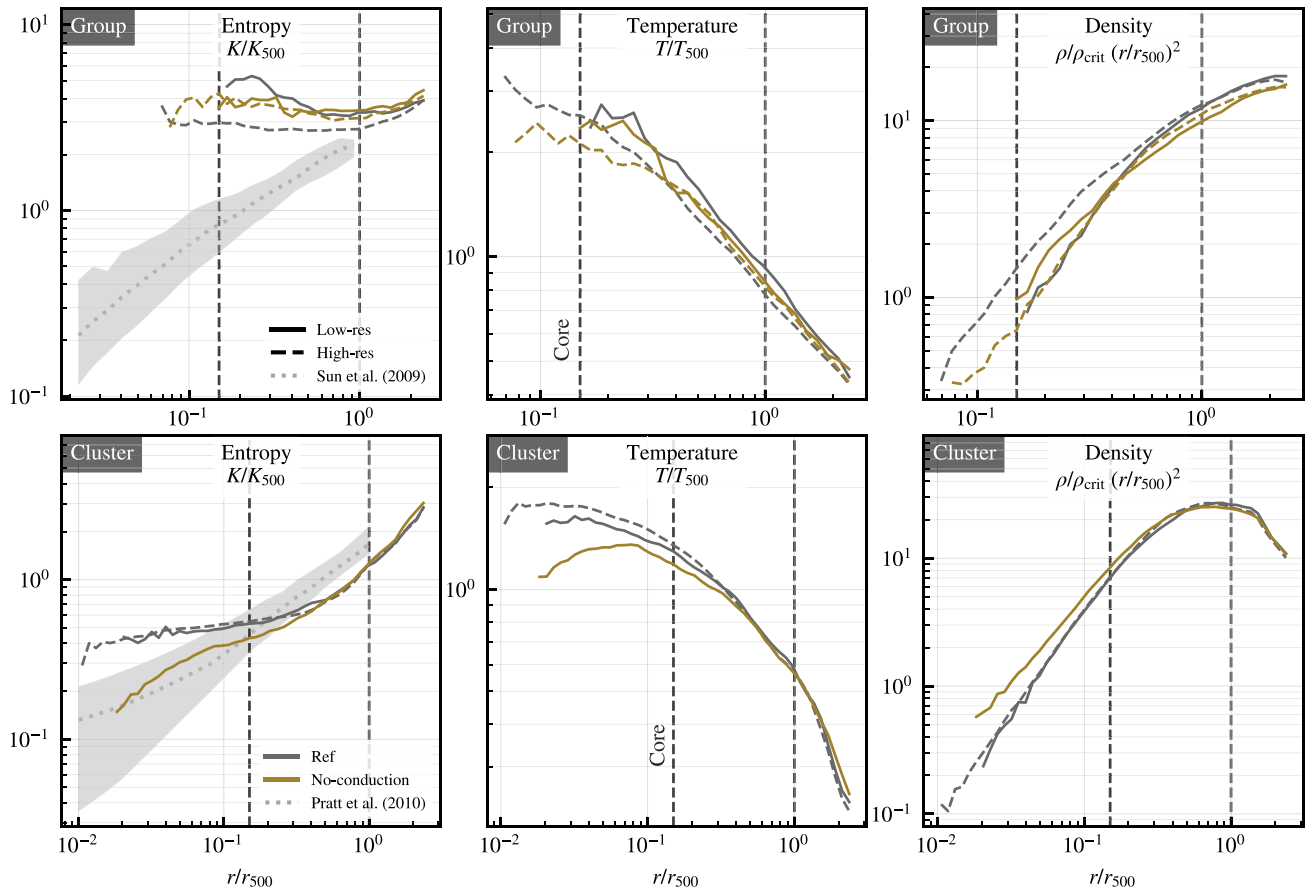 Group
Entropy
K/K500
10^1
10^0
10^-1
Low-res
High-res
Sun et al. (2009)
10^-1
10^0
Group
Temperature
T/T500
10^0
Core
10^-1
10^0
Group
Density
ρ/ρcrit (r/r500)^2
10^1
10^0
10^-1
10^0
Cluster
Entropy
K/K500
10^0
10^-1
Ref
No-conduction
Pratt et al. (2010)
10^-2
10^-1
10^0
r/r500
Cluster
Temperature
T/T500
10^0
Core
10^-2
10^-1
10^0
r/r500
Cluster
Density
ρ/ρcrit (r/r500)^2
10^1
10^0
10^-1
10^-2
10^-1
10^0
r/r500